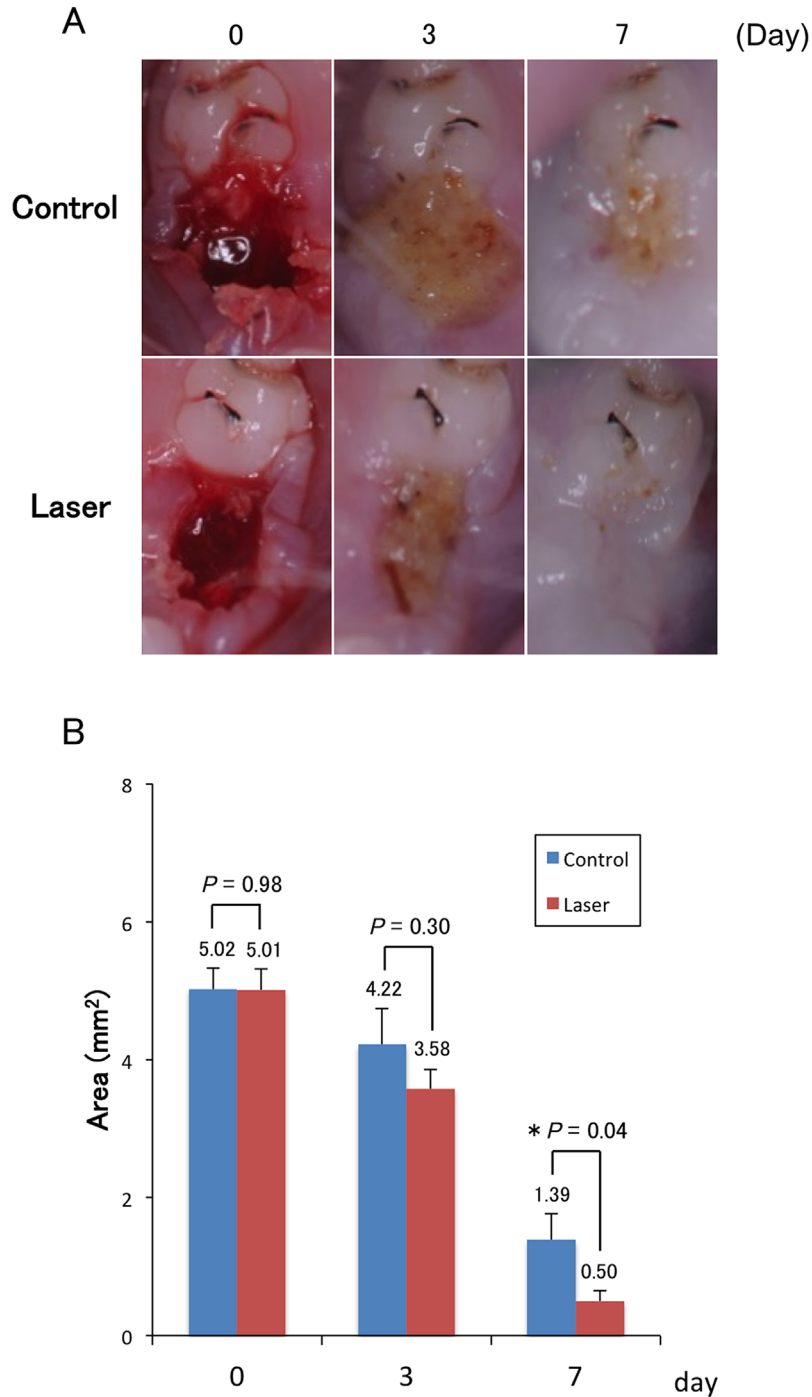 A
0 3 7 (Day)
Control
Laser
B
8
6
4
2
0
Area (mm²)
Control
Laser
P = 0.98
5.02 5.01
P = 0.30
4.22
3.58
* P = 0.04
1.39
0.50
0 3 7 day